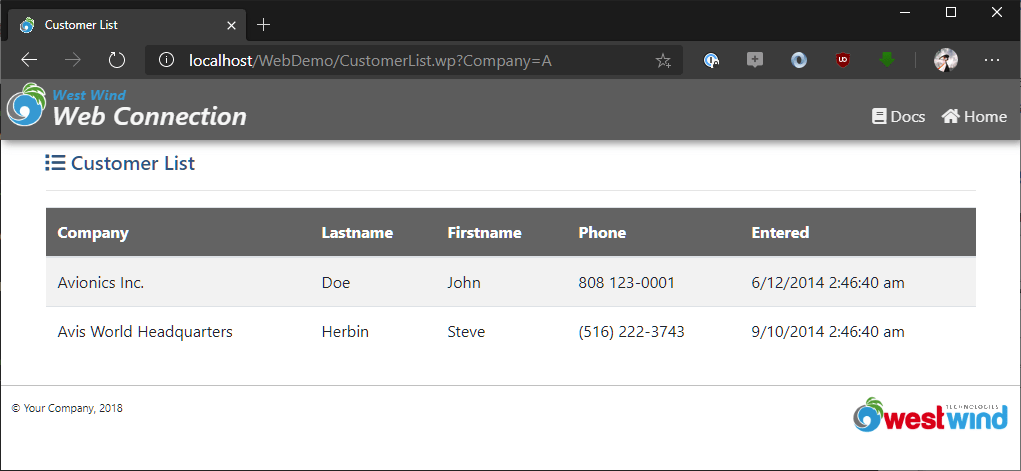 Customer List
localhost/WebDemo/CustomerList.wp?Company=A
West Wind
Web Connection
Docs Home
Customer List
Company Lastname Firstname Phone Entered
Avionics Inc. Doe John 808 123-0001 6/12/2014 2:46:40 am
Avis World Headquarters Herbin Steve (516) 222-3743 9/10/2014 2:46:40 am
© Your Company, 2018
TECHNOLOGIES
westwind